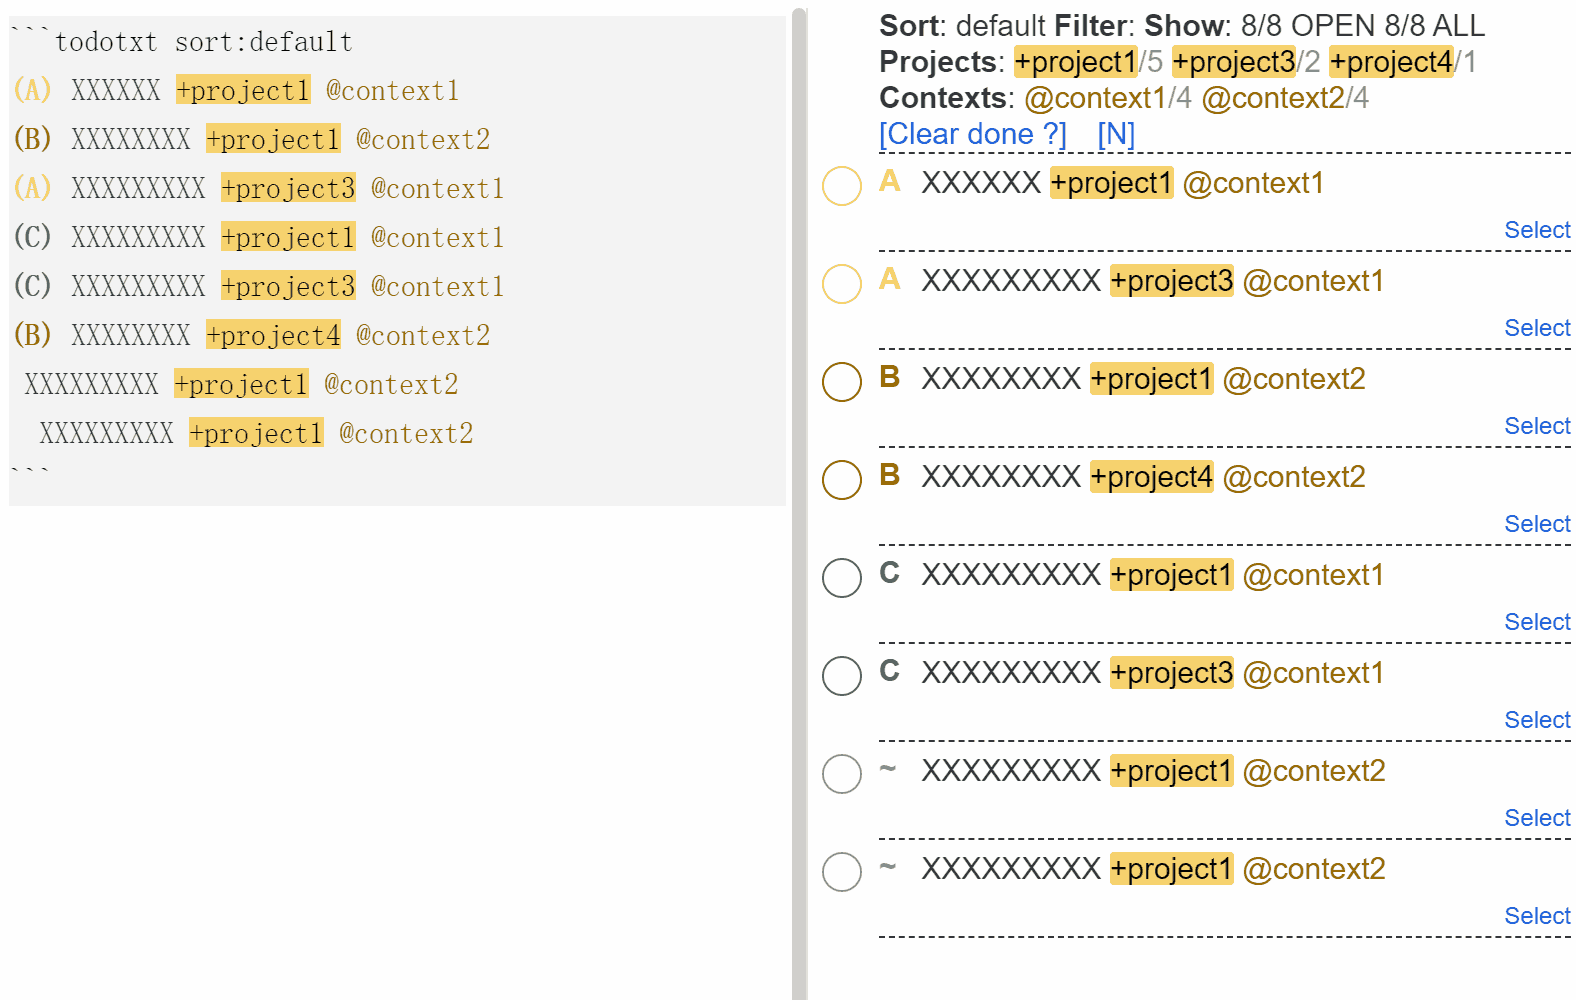 ```todotxt sort:default
(A) XXXXXX +project1 @context1
(B) XXXXXXXX +project1 @context2
(A) XXXXXXXXX +project3 @context1
(C) XXXXXXXXX +project1 @context1
(C) XXXXXXXXX +project3 @context1
(B) XXXXXXXX +project4 @context2
XXXXXXXXX +project1 @context2
XXXXXXXXX +project1 @context2
```
Sort: default Filter: Show: 8/8 OPEN 8/8 ALL
Projects: +project1/5 +project3/2 +project4/1
Contexts: @context1/4 @context2/4
[Clear done ?] [N]
A XXXXXX +project1 @context1
Select
A XXXXXXXXX +project3 @context1
Select
B XXXXXXXX +project1 @context2
Select
B XXXXXXXX +project4 @context2
Select
C XXXXXXXXX +project1 @context1
Select
C XXXXXXXXX +project3 @context1
Select
~ XXXXXXXXX +project1 @context2
Select
~ XXXXXXXXX +project1 @context2
Select